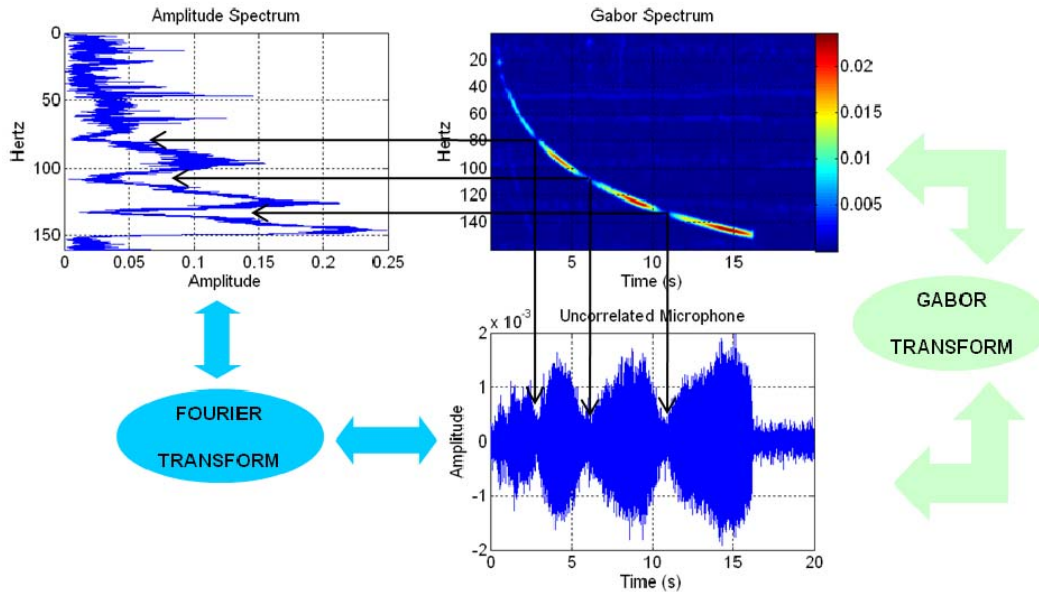 Amplitude Spectrum
0
50
100
150
Hertz
0 0.05 0.1 0.15 0.2 0.25
Amplitude
Gabor Spectrum
20
40
60
80
100
120
140
Hertz
5 10 15
Time (s)
0.02
0.015
0.01
0.005
GABOR
TRANSFORM
FOURIER
TRANSFORM
x 10-3
Uncorrelated Microphone
2
1
0
-1
-2
Amplitude
0 5 10 15 20
Time (s)